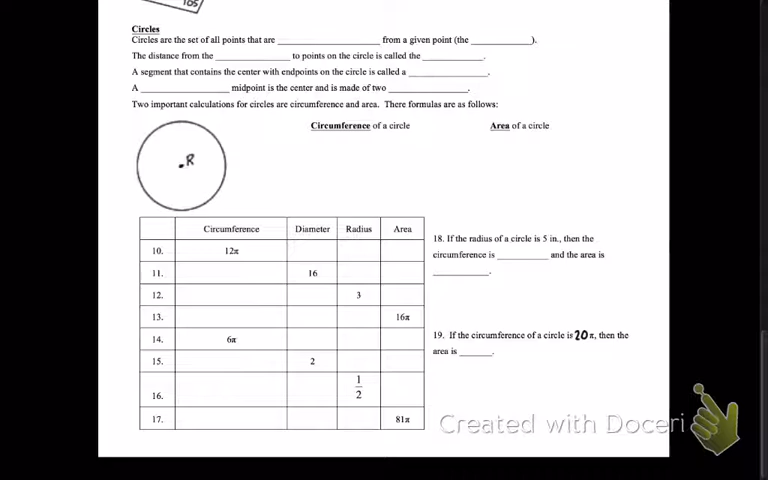 105
Circles
Circles are the set of all points that are ____________________ from a given point (the ____________).
The distance from the _______________ to points on the circle is called the ____________.
A segment that contains the center with endpoints on the circle is called a ________________.
A __________________ midpoint is the center and is made of two ________________.
Two important calculations for circles are circumference and area. There formulas are as follows:
Circumference of a circle Area of a circle
.R
Circumference Diameter Radius Area
10. 12π
11. 16
12. 3
13. 16π
14. 6π
15. 2
16. 1/2
17. 81π
18. If the radius of a circle is 5 in., then the
circumference is __________ and the area is
___________.
19. If the circumference of a circle is 20 π, then the
area is _______.
Created with Doceri